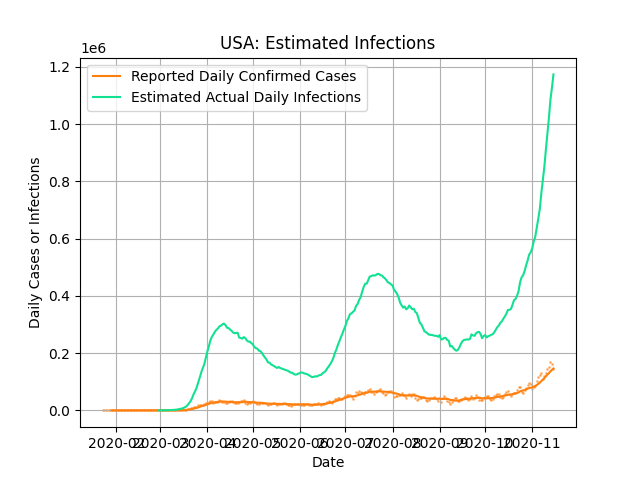 USA: Estimated Infections
1e6
Reported Daily Confirmed Cases
Estimated Actual Daily Infections
1.2
1.0
0.8
0.6
0.4
0.2
0.0
Daily Cases or Infections
2020-02 2020-03 2020-04 2020-05 2020-06 2020-07 2020-08 2020-09 2020-10 2020-11
Date